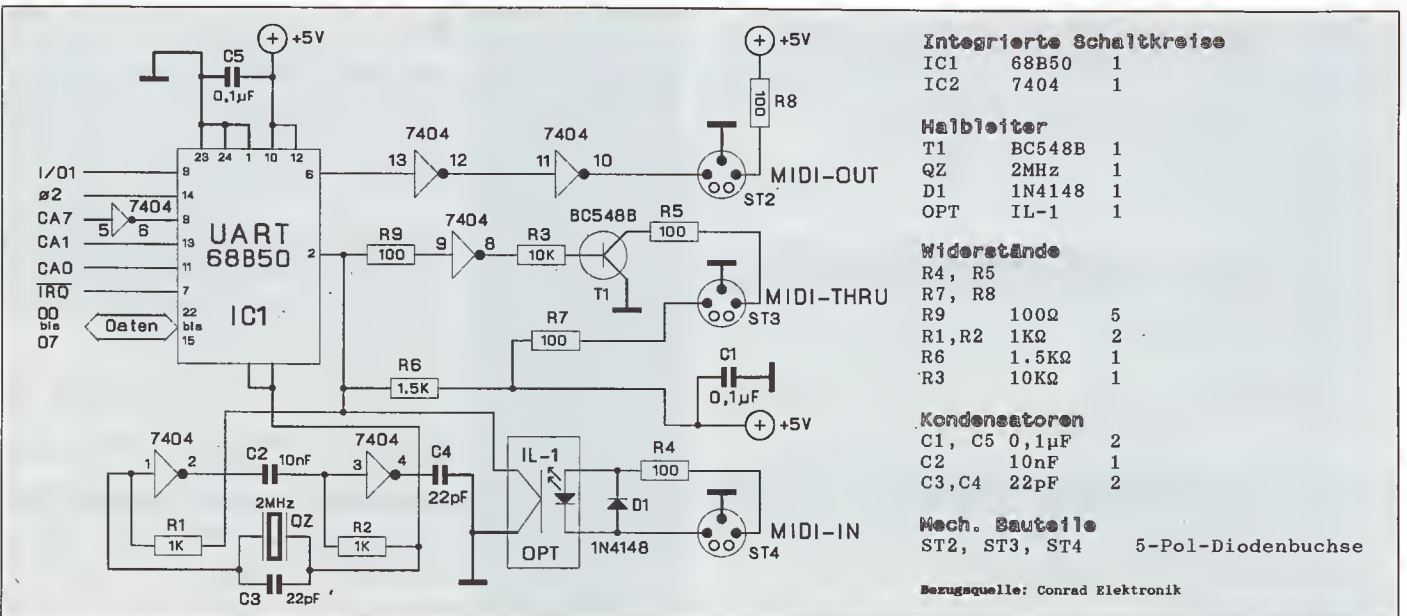 +5V
C5
0,1µF
23 24 1 10 12
I/O1 9
ø2 14
CA7 5 7404 6 8
CA1 13
CA0 11
IRQ 7
00 22
bis Daten bis
07 15
UART
68B50
IC1
6
2
7404
13 12
7404
11 10
+5V
100
R8
MIDI-OUT
ST2
R9
100
7404
9 8
R3
10K
BC548B
T1
R5
100
MIDI-THRU
ST3
R7
100
R6
1.5K
C1
0,1µF
+5V
7404
1 2
C2
10nF
7404
3 4
C4
22pF
R1
1K
2MHz
QZ
R2
1K
C3
22pF
IL-1
OPT
D1
1N4148
R4
100
MIDI-IN
ST4
Integrierte Schaltkreise
IC1 68B50 1
IC2 7404 1
Halbleiter
T1 BC548B 1
QZ 2MHz 1
D1 1N4148 1
OPT IL-1 1
Widerstände
R4, R5
R7, R8
R9 100Ω 5
R1,R2 1KΩ 2
R6 1.5KΩ 1
R3 10KΩ 1
Kondensatoren
C1, C5 0,1µF 2
C2 10nF 1
C3,C4 22pF 2
Mech. Bauteile
ST2, ST3, ST4 5-Pol-Diodenbuchse
Bezugsquelle: Conrad Elektronik